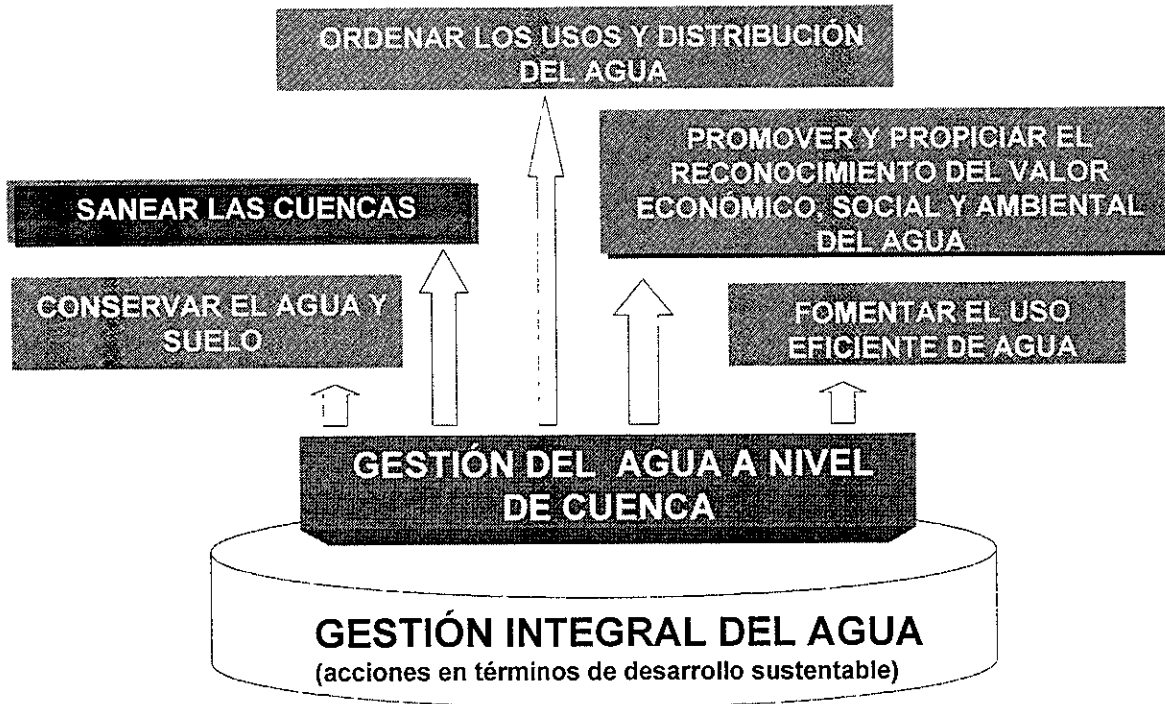 ORDENAR LOS USOS Y DISTRIBUCIÓN
DEL AGUA
PROMOVER Y PROPICIAR EL
RECONOCIMIENTO DEL VALOR
ECONÓMICO, SOCIAL Y AMBIENTAL
DEL AGUA
SANEAR LAS CUENCAS
CONSERVAR EL AGUA Y
SUELO
FOMENTAR EL USO
EFICIENTE DE AGUA
GESTIÓN DEL AGUA A NIVEL
DE CUENCA
GESTIÓN INTEGRAL DEL AGUA
(acciones en términos de desarrollo sustentable)